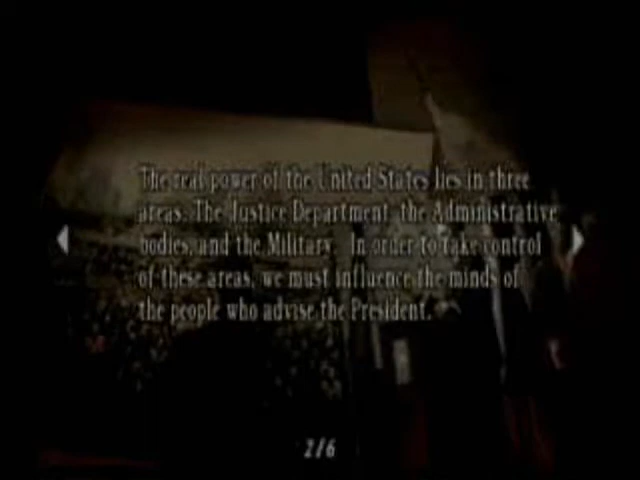 The real power of the United States lies in three
areas: The Justice Department, the Administrative
bodies, and the Military. In order to take control
of these areas, we must influence the minds of
the people who advise the President.
2/6